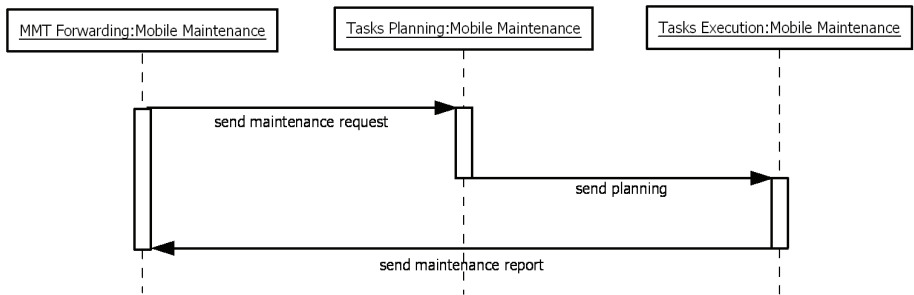 MMT Forwarding:Mobile Maintenance
Tasks Planning:Mobile Maintenance
Tasks Execution:Mobile Maintenance
send maintenance request
send planning
send maintenance report